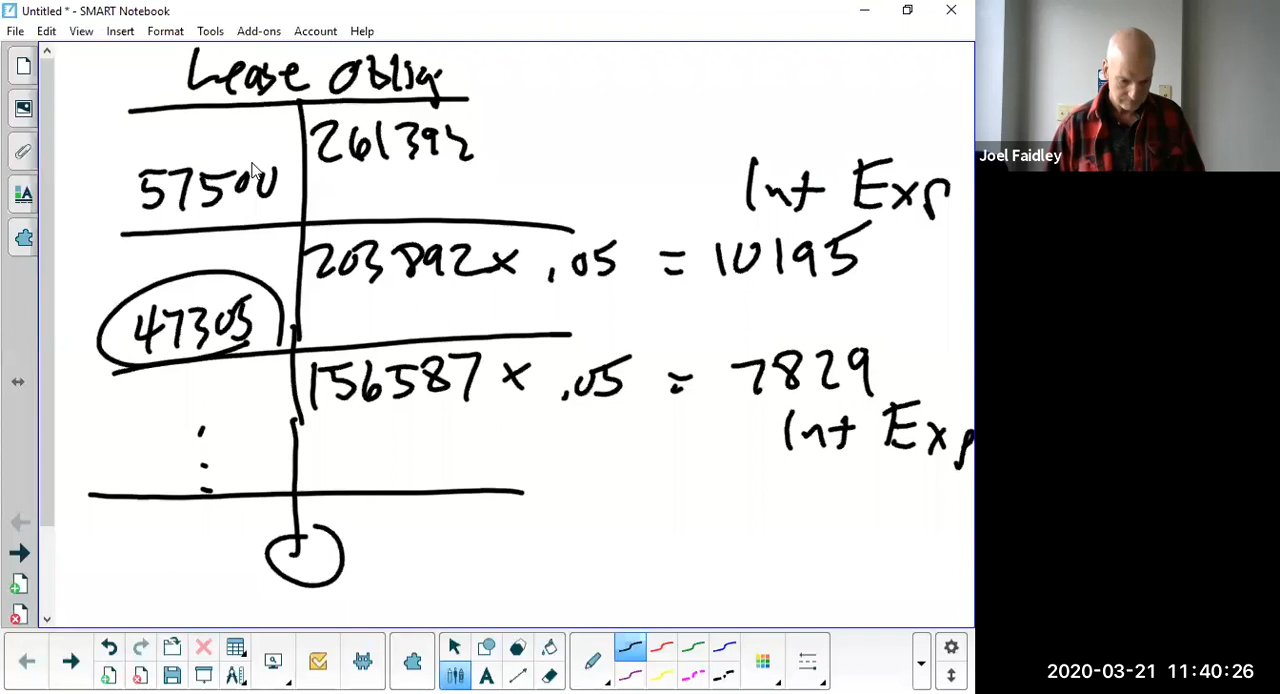 Untitled * - SMART Notebook
File Edit View Insert Format Tools Add-ons Account Help
Lease Oblig
261392
57500
Int Exp
203892 x .05 = 10195
47305
156587 x .05 = 7829
Int Exp
Joel Faidley
2020-03-21 11:40:26